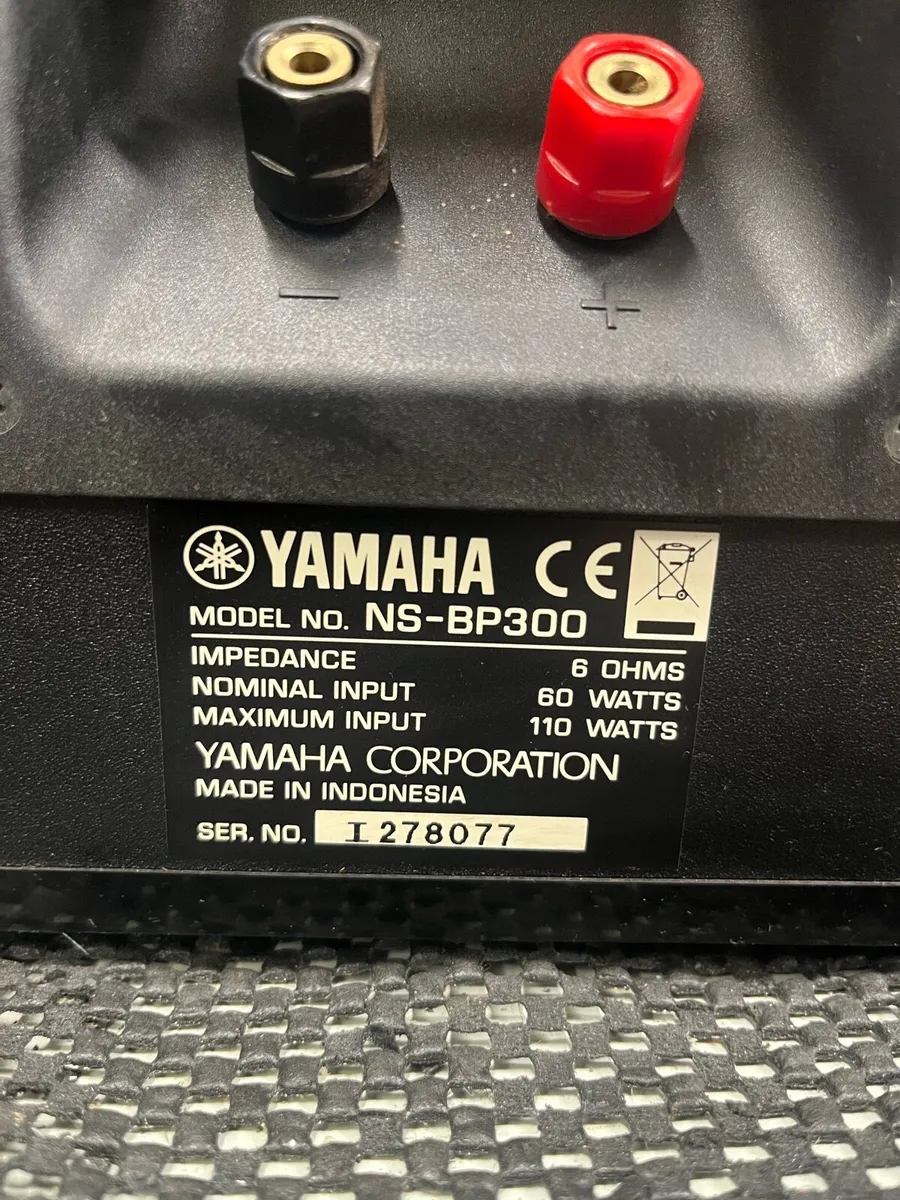 − +
YAMAHA CE
MODEL NO. NS-BP300
IMPEDANCE 6 OHMS
NOMINAL INPUT 60 WATTS
MAXIMUM INPUT 110 WATTS
YAMAHA CORPORATION
MADE IN INDONESIA
SER. NO. I278077